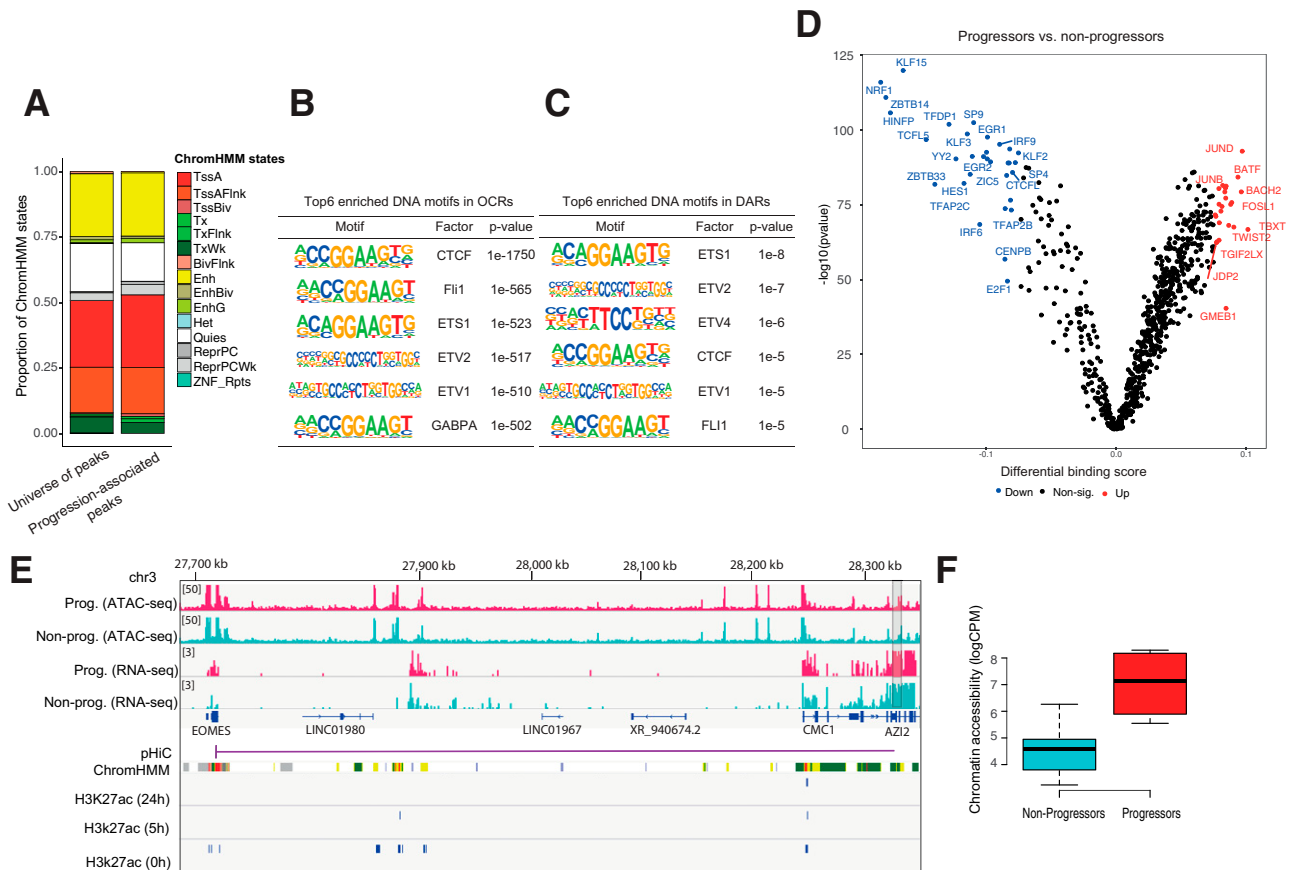 A
ChromHMM states
TssA
TssAFlnk
TssBiv
Tx
TxFlnk
TxWk
BivFlnk
Enh
EnhBiv
EnhG
Het
Quies
ReprPC
ReprPCWk
ZNF_Rpts
Proportion of ChromHMM states
1.00
0.75
0.50
0.25
0.00
Universe of peaks
Progression-associated
peaks
B
Top6 enriched DNA motifs in OCRs
Motif Factor p-value
CTCF 1e-1750
Fli1 1e-565
ETS1 1e-523
ETV2 1e-517
ETV1 1e-510
GABPA 1e-502
C
Top6 enriched DNA motifs in DARs
Motif Factor p-value
ETS1 1e-8
ETV2 1e-7
ETV4 1e-6
CTCF 1e-5
ETV1 1e-5
FLI1 1e-5
D
Progressors vs. non-progressors
-log10(pvalue)
125
100
75
50
25
0
KLF15
NRF1
ZBTB14
HINFP
TFDP1
SP9
TCFL5
KLF3
EGR1
IRF9
YY2
KLF2
EGR2
SP4
ZBTB33
HES1
ZIC5
CTCFL
TFAP2C
TFAP2B
IRF6
CENPB
E2F1
JUND
BATF
JUNB
BACH2
FOSL1
TBXT
TWIST2
TGIF2LX
JDP2
GMEB1
-0.1
0.0
0.1
Differential binding score
Down Non-sig. Up
E
27,700 kb 27,900 kb 28,000 kb 28,100 kb 28,200 kb 28,300 kb
chr3
Prog. (ATAC-seq)
[50]
Non-prog. (ATAC-seq)
[50]
Prog. (RNA-seq)
[3]
Non-prog. (RNA-seq)
[3]
EOMES LINC01980 LINC01967 XR_940674.2 CMC1 AZI2
pHiC
ChromHMM
H3K27ac (24h)
H3k27ac (5h)
H3k27ac (0h)
F
Chromatin accessibility (logCPM)
8
7
6
5
4
Non-Progressors Progressors